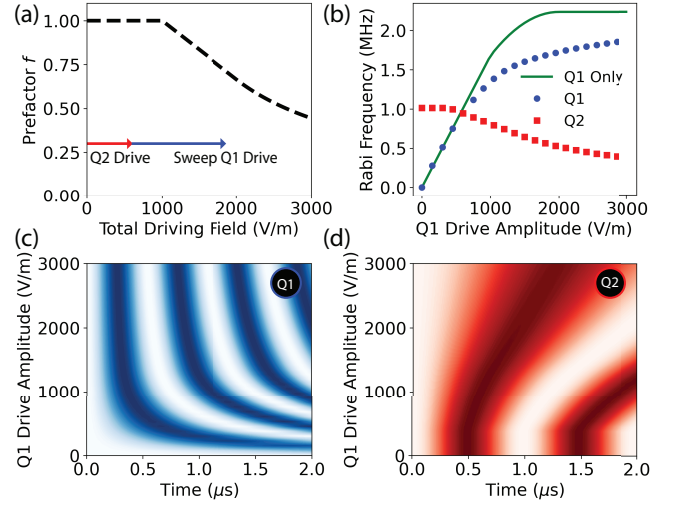 (a)
1.00
0.75
0.50
0.25
0.00
Prefactor f
Q2 Drive
Sweep Q1 Drive
0
1000
2000
3000
Total Driving Field (V/m)
(b)
2.0
1.5
1.0
0.5
0.0
Rabi Frequency (MHz)
Q1 Only
Q1
Q2
0
1000
2000
3000
Q1 Drive Amplitude (V/m)
(c)
3000
2000
1000
0
Q1 Drive Amplitude (V/m)
Q1
0.0
0.5
1.0
1.5
2.0
Time (μs)
(d)
3000
2000
1000
0
Q1 Drive Amplitude (V/m)
Q2
0.0
0.5
1.0
1.5
2.0
Time (μs)